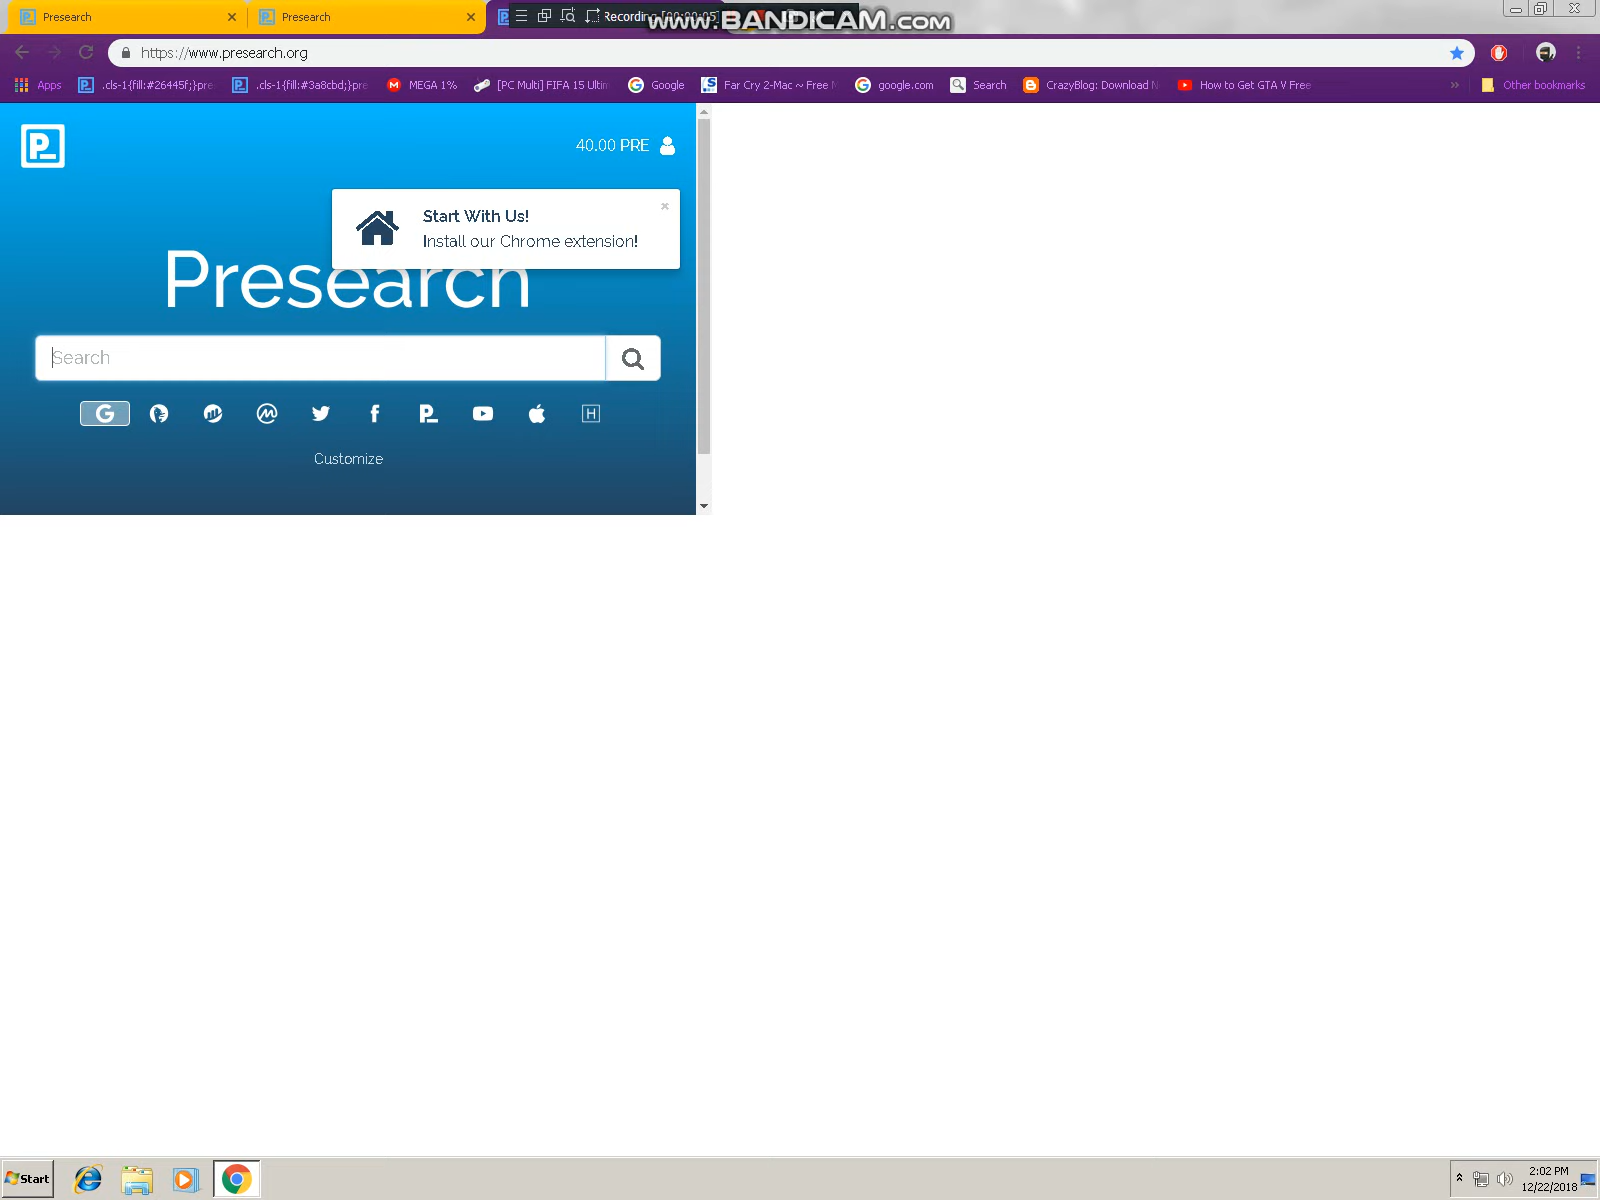 Presearch
Presearch
Recording
www.BANDICAM.com
https://www.presearch.org
Apps
.cls-1{fill:#26445f;}pre
.cls-1{fill:#3a8cbd;}pre
MEGA 1%
[PC Multi] FIFA 15 Ultim
Google
Far Cry 2-Mac ~ Free
google.com
Search
CrazyBlog: Download
How to Get GTA V Free
Other bookmarks
40.00 PRE
Start With Us!
Install our Chrome extension!
Presearch
Search
Customize
Start
2:02 PM
12/22/2018